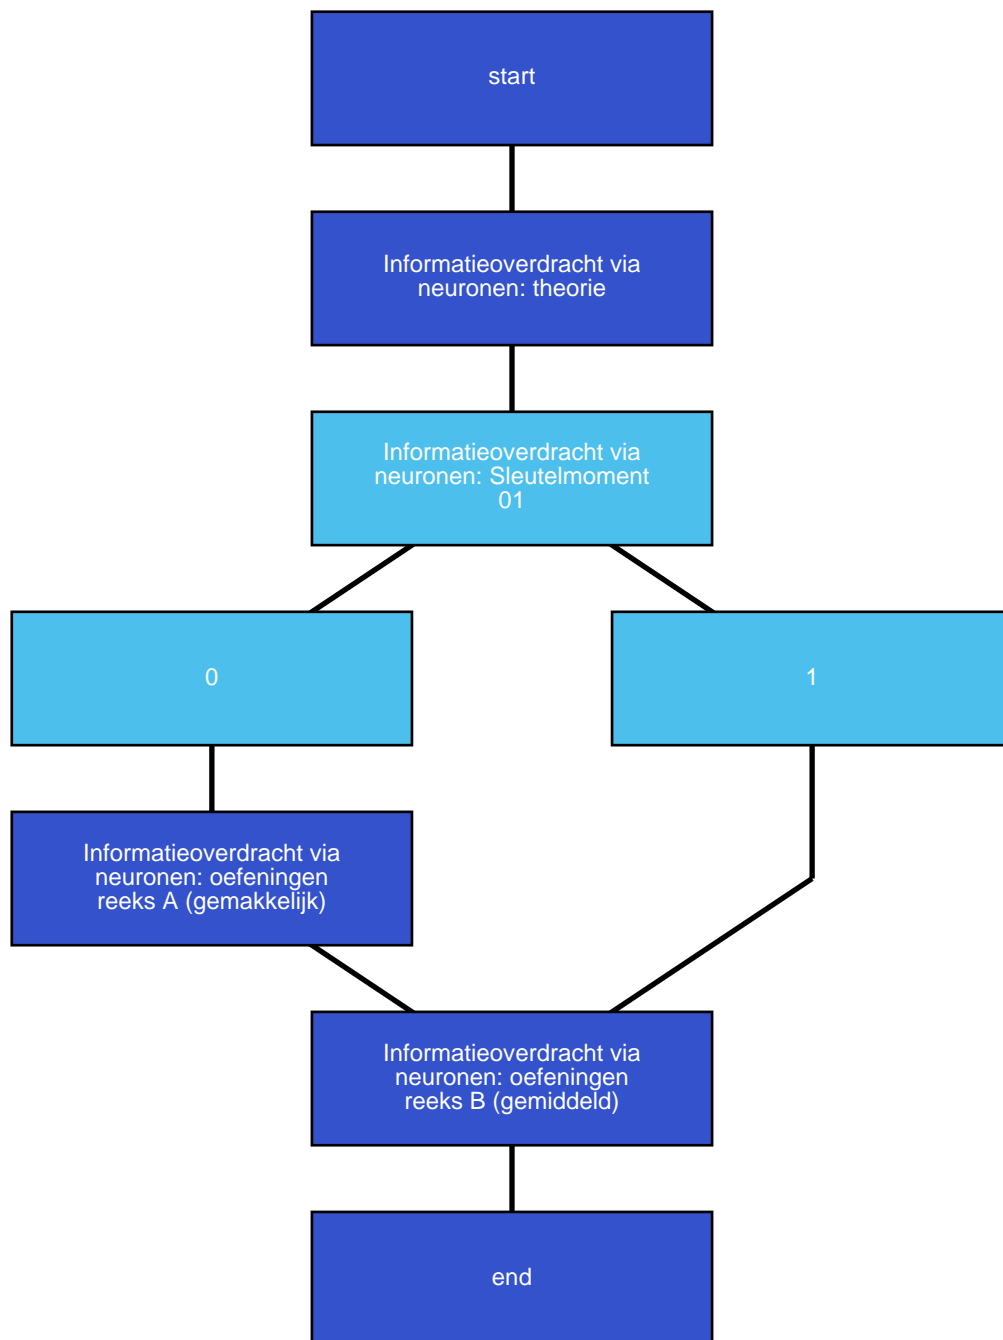 start
Informatieoverdracht via
neuronen: theorie
Informatieoverdracht via
neuronen: Sleutelmoment
01
0
1
Informatieoverdracht via
neuronen: oefeningen
reeks A (gemakkelijk)
Informatieoverdracht via
neuronen: oefeningen
reeks B (gemiddeld)
end